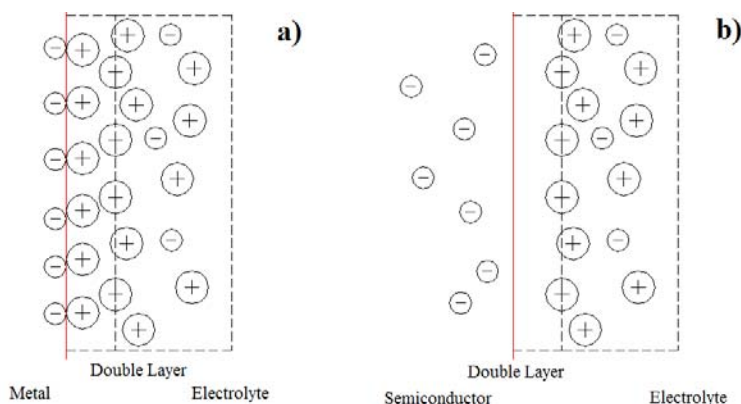 a)
b)
Double Layer
Metal
Electrolyte
Double Layer
Semiconductor
Electrolyte